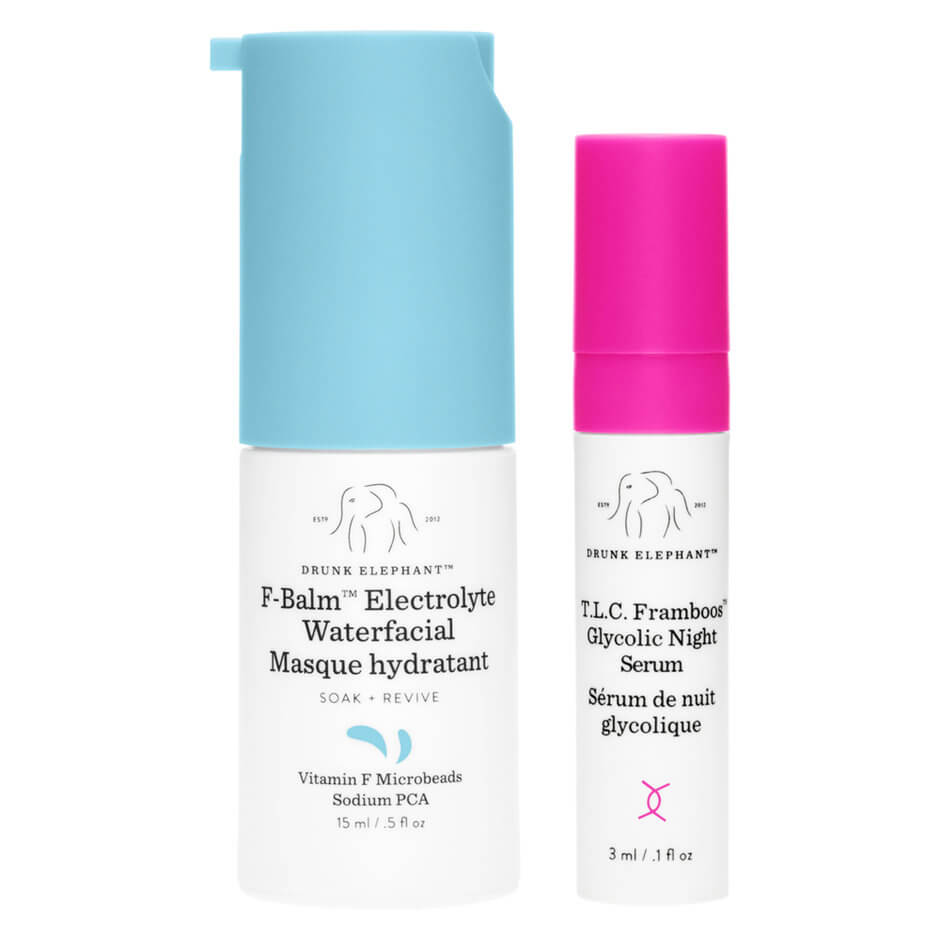 ESTD 2012
DRUNK ELEPHANT™
F-Balm™ Electrolyte
Waterfacial
Masque hydratant
SOAK + REVIVE
Vitamin F Microbeads
Sodium PCA
15 ml / .5 fl oz
ESTD 2012
DRUNK ELEPHANT™
T.L.C. Framboos™
Glycolic Night
Serum
Sérum de nuit
glycolique
3 ml / .1 fl oz